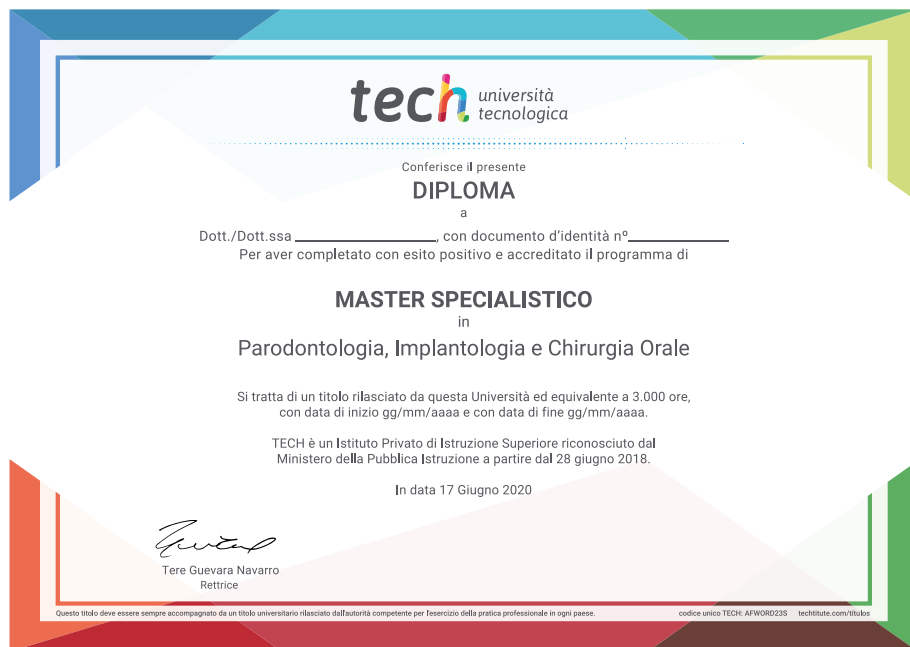 tech università
tecnologica
Conferisce il presente
DIPLOMA
a
Dott./Dott.ssa ________________, con documento d'identità nº____________
Per aver completato con esito positivo e accreditato il programma di
MASTER SPECIALISTICO
in
Parodontologia, Implantologia e Chirurgia Orale
Si tratta di un titolo rilasciato da questa Università ed equivalente a 3.000 ore,
con data di inizio gg/mm/aaaa e con data di fine gg/mm/aaaa.
TECH è un Istituto Privato di Istruzione Superiore riconosciuto dal
Ministero della Pubblica Istruzione a partire dal 28 giugno 2018.
In data 17 Giugno 2020
Tere Guevara Navarro
Rettrice
Questo titolo deve essere sempre accompagnato da un titolo universitario rilasciato dall'autorità competente per l'esercizio della pratica professionale in ogni paese. codice unico TECH: AFWORD23S techtitute.com/títulos